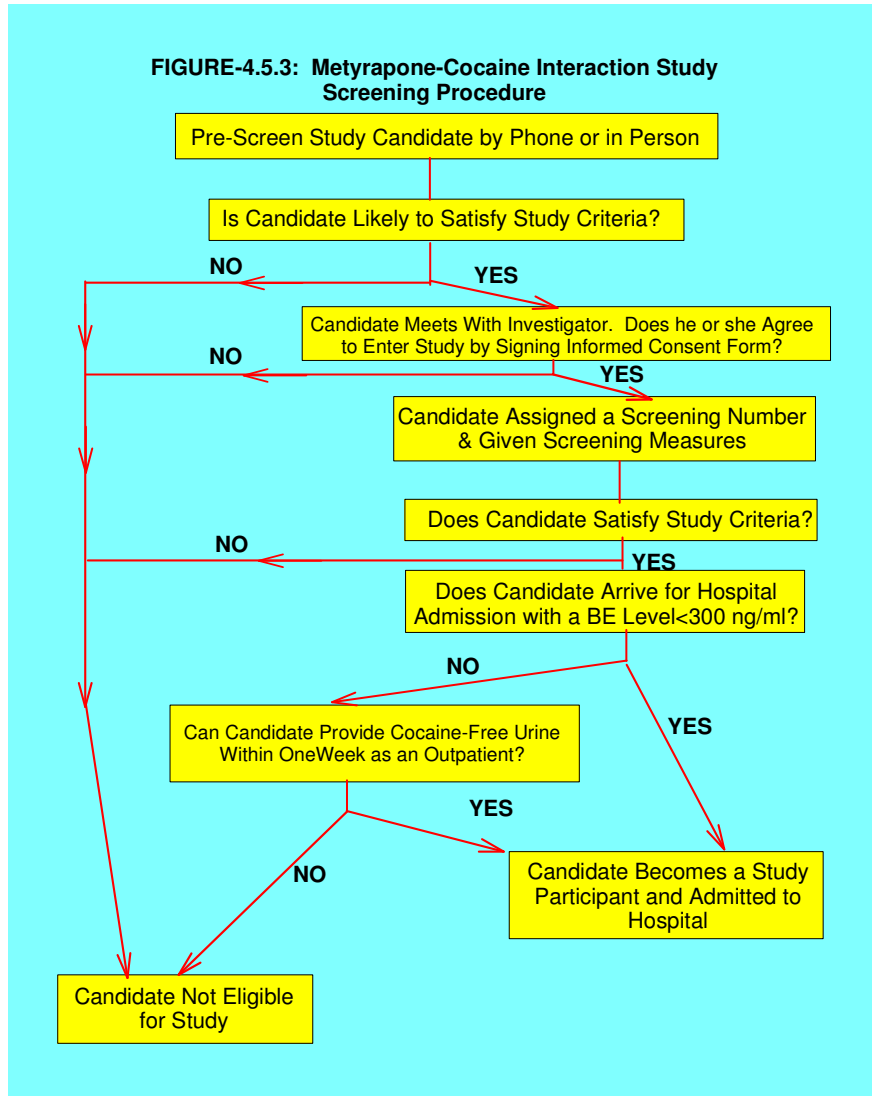 FIGURE-4.5.3: Metyrapone-Cocaine Interaction Study
Screening Procedure
Pre-Screen Study Candidate by Phone or in Person
Is Candidate Likely to Satisfy Study Criteria?
NO
YES
Candidate Meets With Investigator. Does he or she Agree
to Enter Study by Signing Informed Consent Form?
NO
YES
Candidate Assigned a Screening Number
& Given Screening Measures
Does Candidate Satisfy Study Criteria?
NO
YES
Does Candidate Arrive for Hospital
Admission with a BE Level<300 ng/ml?
NO
YES
Can Candidate Provide Cocaine-Free Urine
Within OneWeek as an Outpatient?
YES
NO
Candidate Becomes a Study
Participant and Admitted to
Hospital
Candidate Not Eligible
for Study